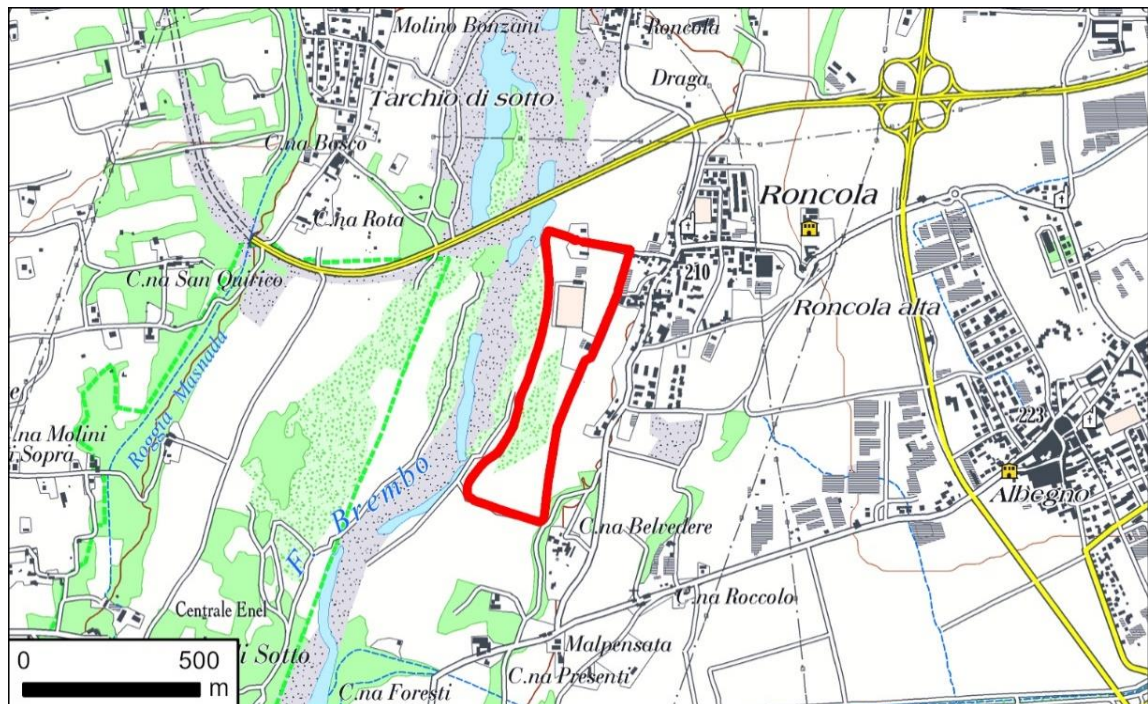 Molino Bonzani
Roncola
Draga
Tarchio di sotto
C.na Bosco
Roncola
C.na Rota
210
C.na San Quirico
Roncola alta
Roggia Masnada
223
.na Molini
Sopra
F. Brembo
Albegno
C.na Belvedere
C.na Roccolo
Centrale Enel
Malpensata
di Sotto
C.na Presenti
C.na Foresti
0 500
m